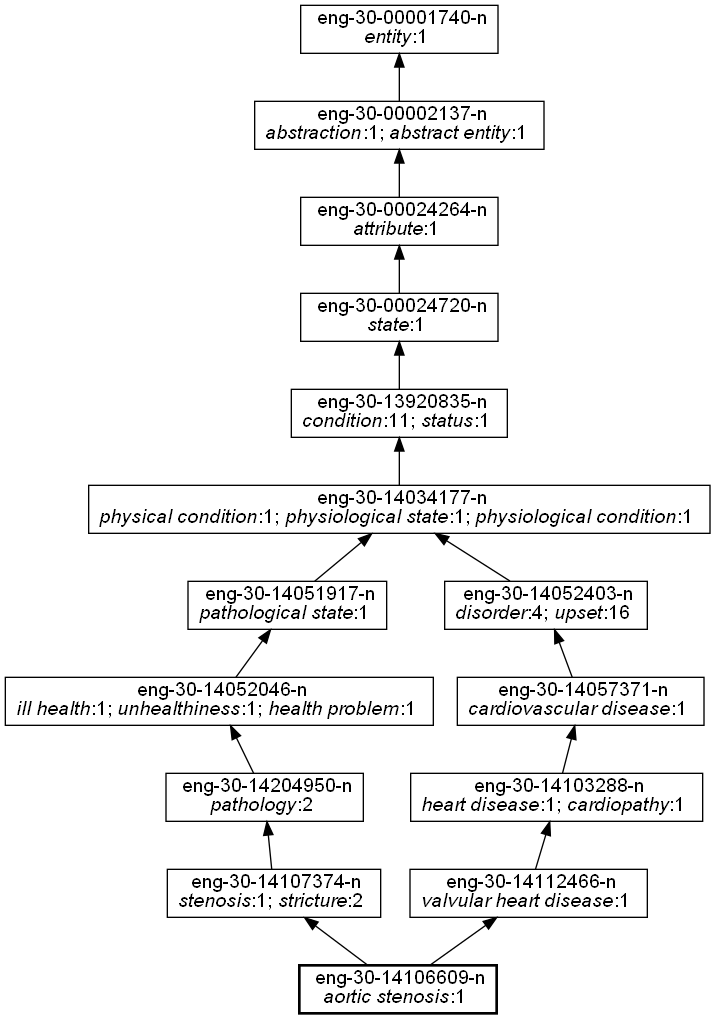 eng-30-00001740-n
entity:1
eng-30-00002137-n
abstraction:1; abstract entity:1
eng-30-00024264-n
attribute:1
eng-30-00024720-n
state:1
eng-30-13920835-n
condition:11; status:1
eng-30-14034177-n
physical condition:1; physiological state:1; physiological condition:1
eng-30-14051917-n
pathological state:1
eng-30-14052403-n
disorder:4; upset:16
eng-30-14052046-n
ill health:1; unhealthiness:1; health problem:1
eng-30-14057371-n
cardiovascular disease:1
eng-30-14204950-n
pathology:2
eng-30-14103288-n
heart disease:1; cardiopathy:1
eng-30-14107374-n
stenosis:1; stricture:2
eng-30-14112466-n
valvular heart disease:1
eng-30-14106609-n
aortic stenosis:1